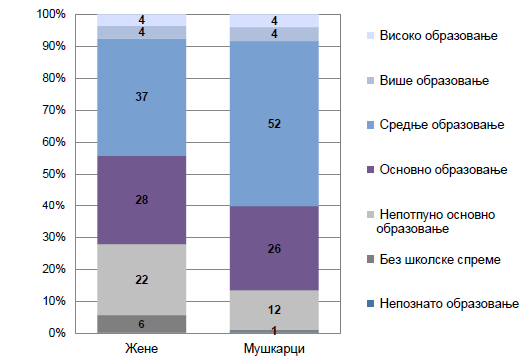 100%
90%
80%
70%
60%
50%
40%
30%
20%
10%
0%
4
4
37
28
22
6
4
4
52
26
12
1
Жене
Мушкарци
Високо образовање
Више образовање
Средње образовање
Основно образовање
Непотпуно основно
образовање
Без школске спреме
Непознато образовање